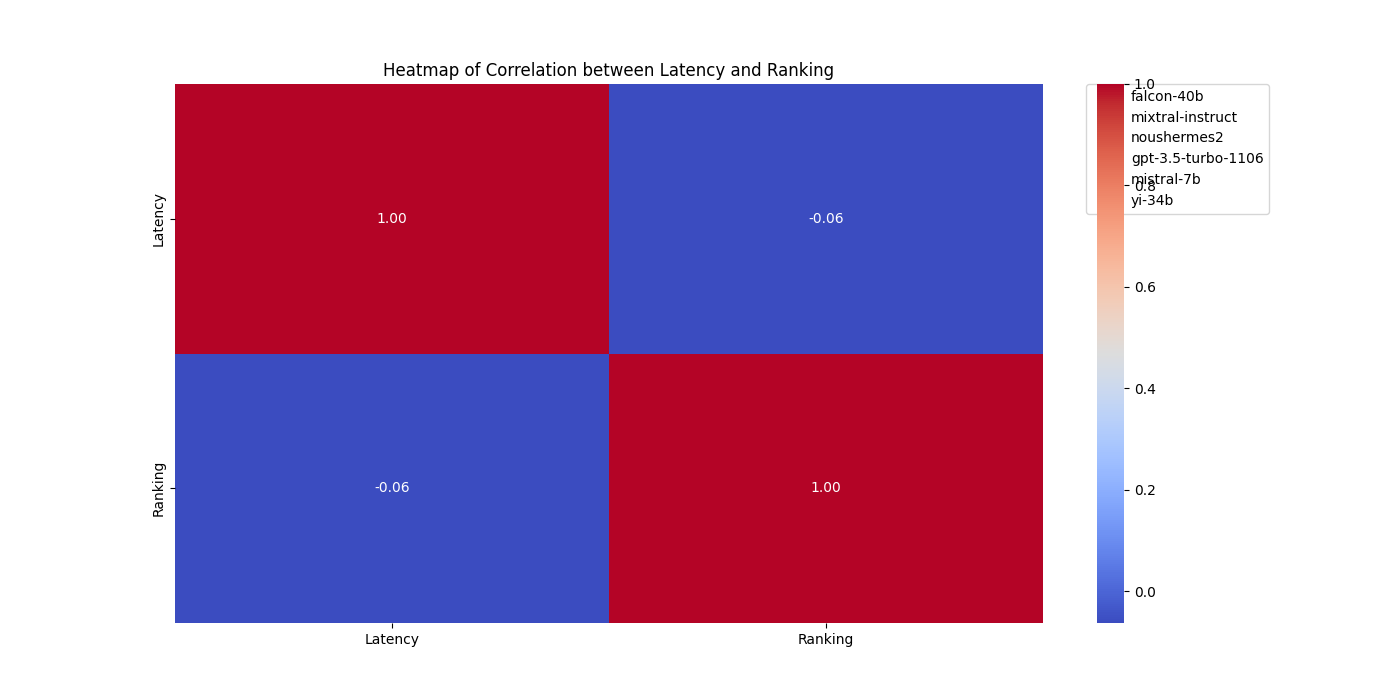 Heatmap of Correlation between Latency and Ranking
Latency
1.00
-0.06
Ranking
-0.06
1.00
Latency
Ranking
1.0
falcon-40b
mixtral-instruct
noushermes2
gpt-3.5-turbo-1106
mistral-7b
0.8
yi-34b
0.6
0.4
0.2
0.0